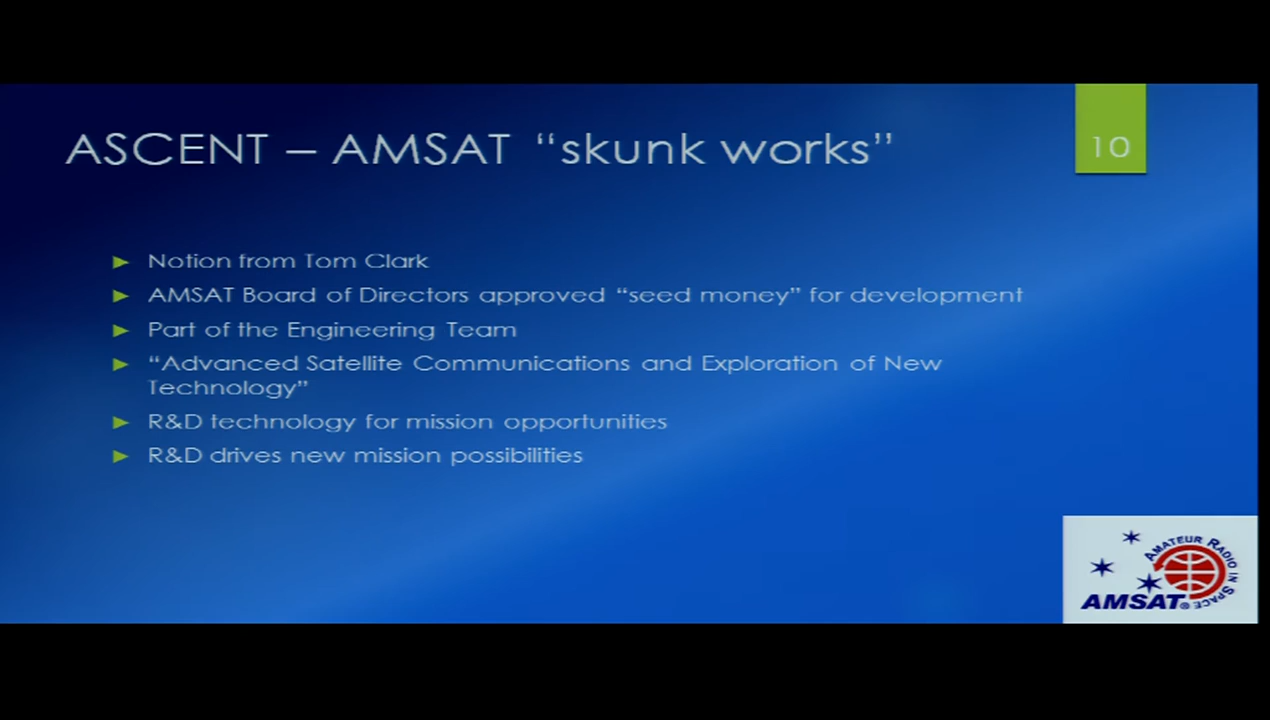 ASCENT – AMSAT “skunk works”
10
Notion from Tom Clark
AMSAT Board of Directors approved “seed money” for development
Part of the Engineering Team
“Advanced Satellite Communications and Exploration of New
Technology”
R&D technology for mission opportunities
R&D drives new mission possibilities
AMATEUR RADIO IN SPACE
AMSAT®